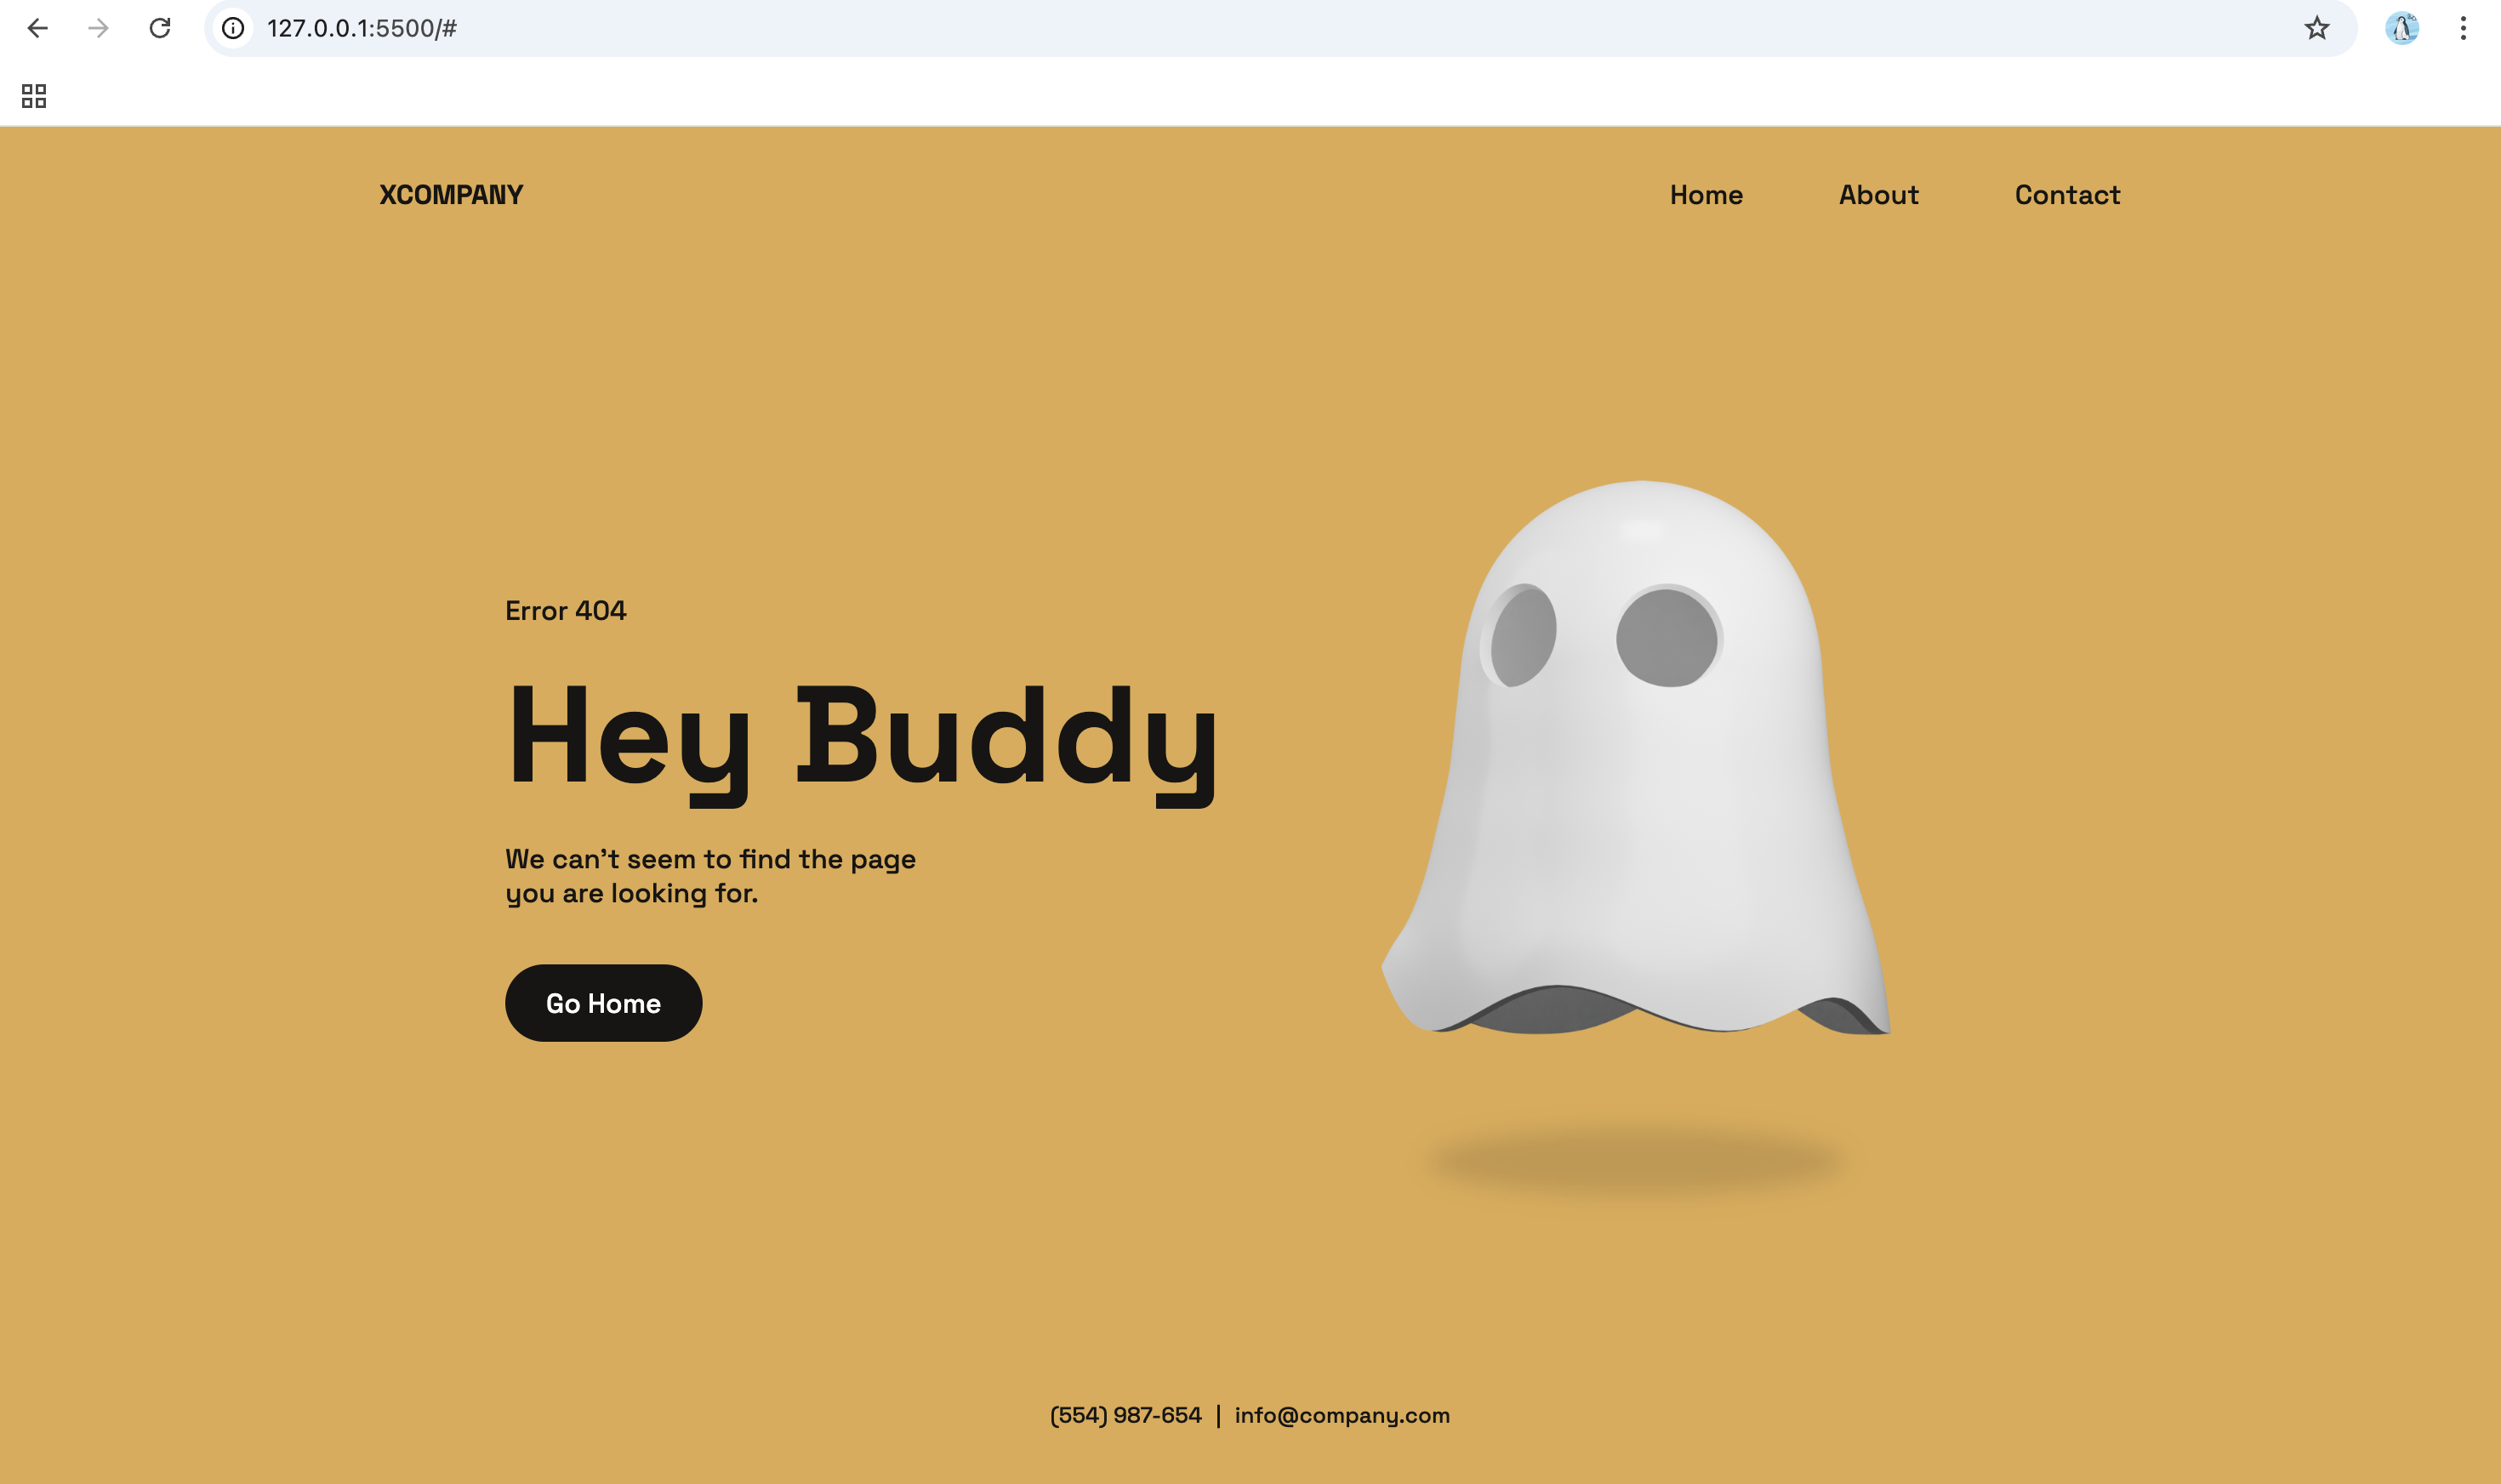 127.0.0.1:5500/#
XCOMPANY
Home
About
Contact
Error 404
Hey Buddy
We can't seem to find the page
you are looking for.
Go Home
(554) 987-654 | info@company.com